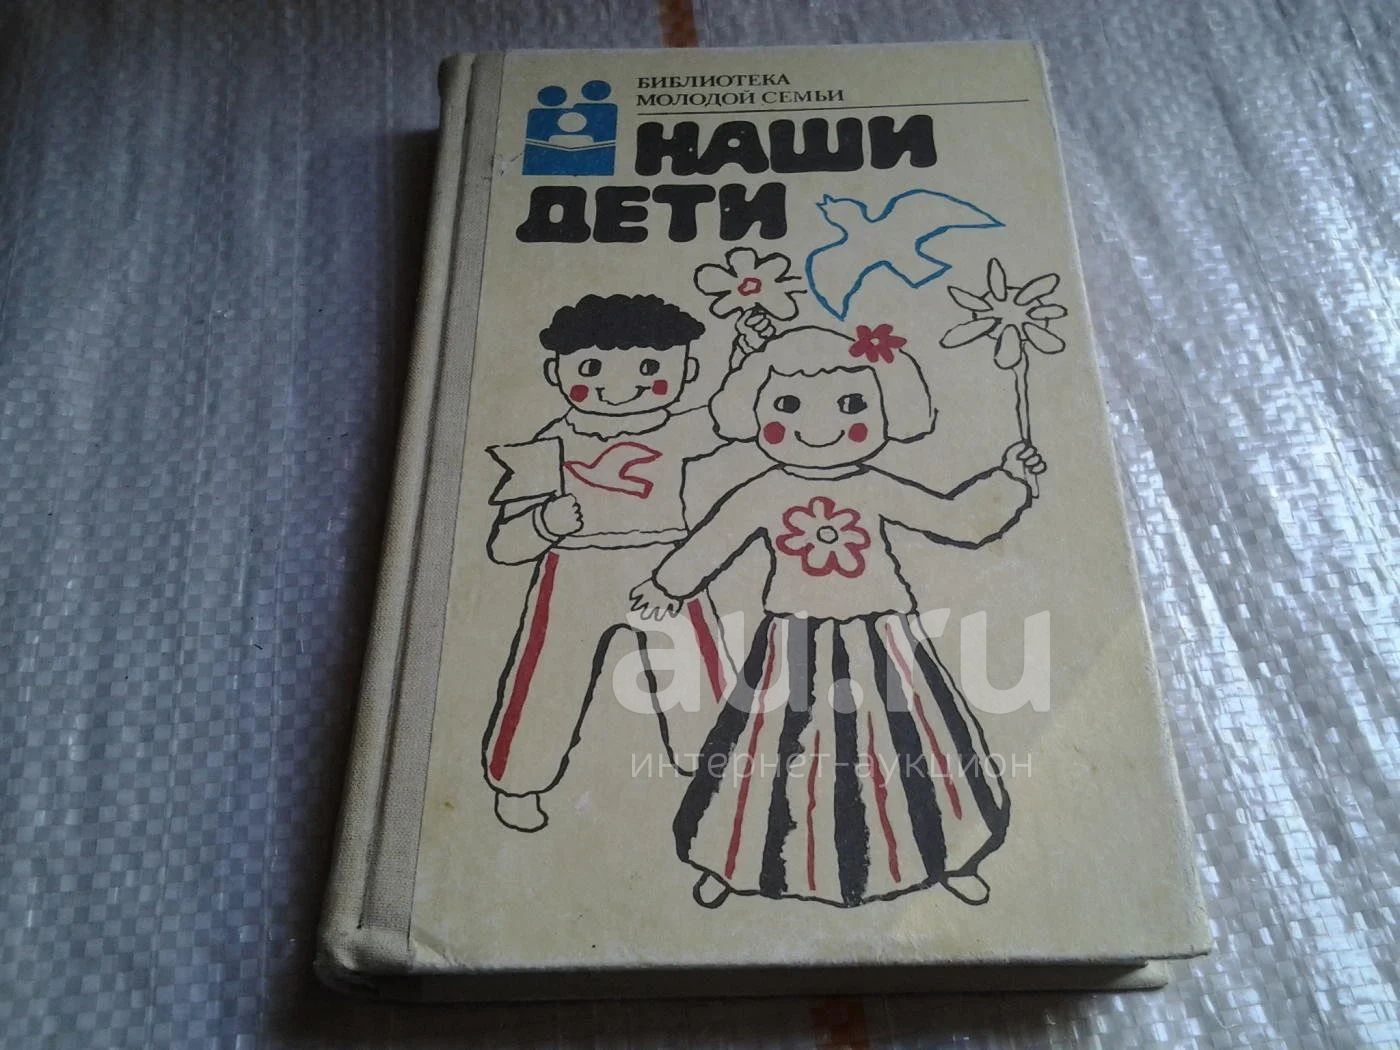 БИБЛИОТЕКА
МОЛОДОЙ СЕМЬИ
НАШИ
ДЕТИ
au.ru
интернет-аукцион